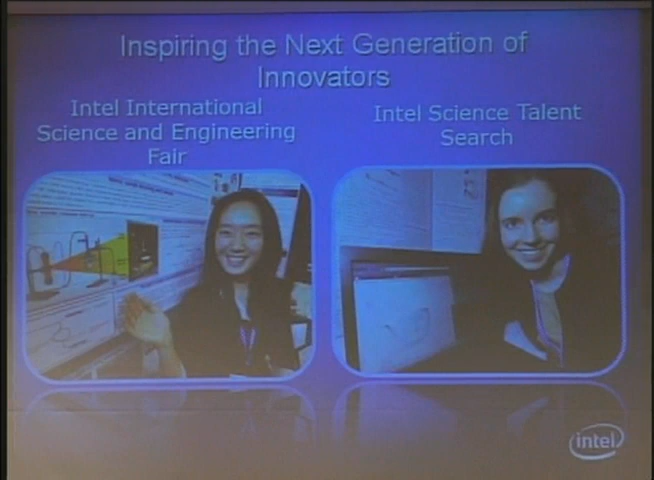 Inspiring the Next Generation of
Innovators
Intel International
Science and Engineering
Fair
Intel Science Talent
Search
intel